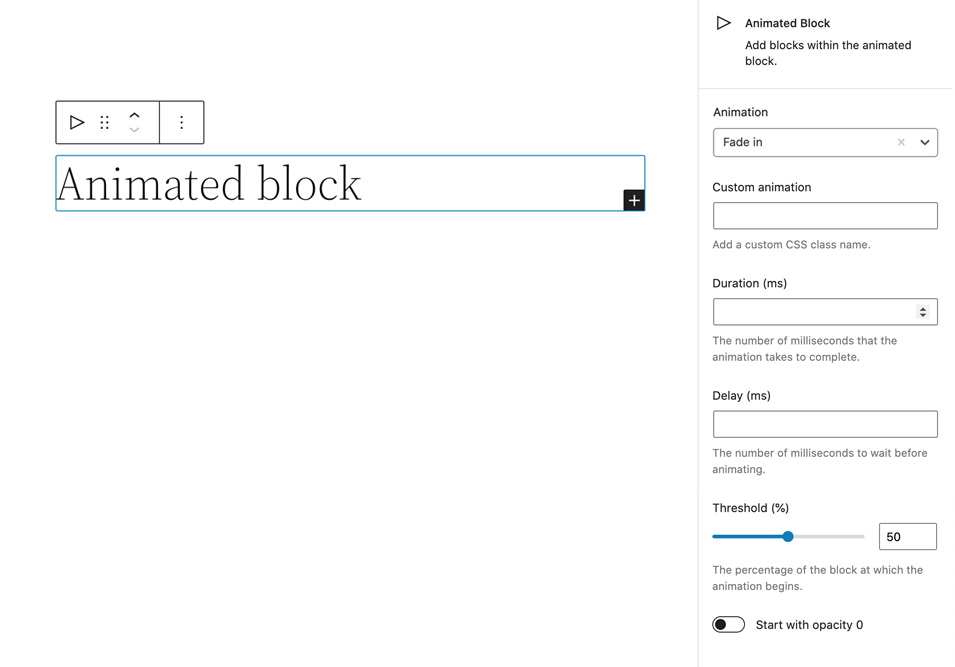 Animated Block
Add blocks within the animated
block.
Animated block
Animation
Fade in
Custom animation
Add a custom CSS class name.
Duration (ms)
The number of milliseconds that the
animation takes to complete.
Delay (ms)
The number of milliseconds to wait before
animating.
Threshold (%)
50
The percentage of the block at which the
animation begins.
Start with opacity 0